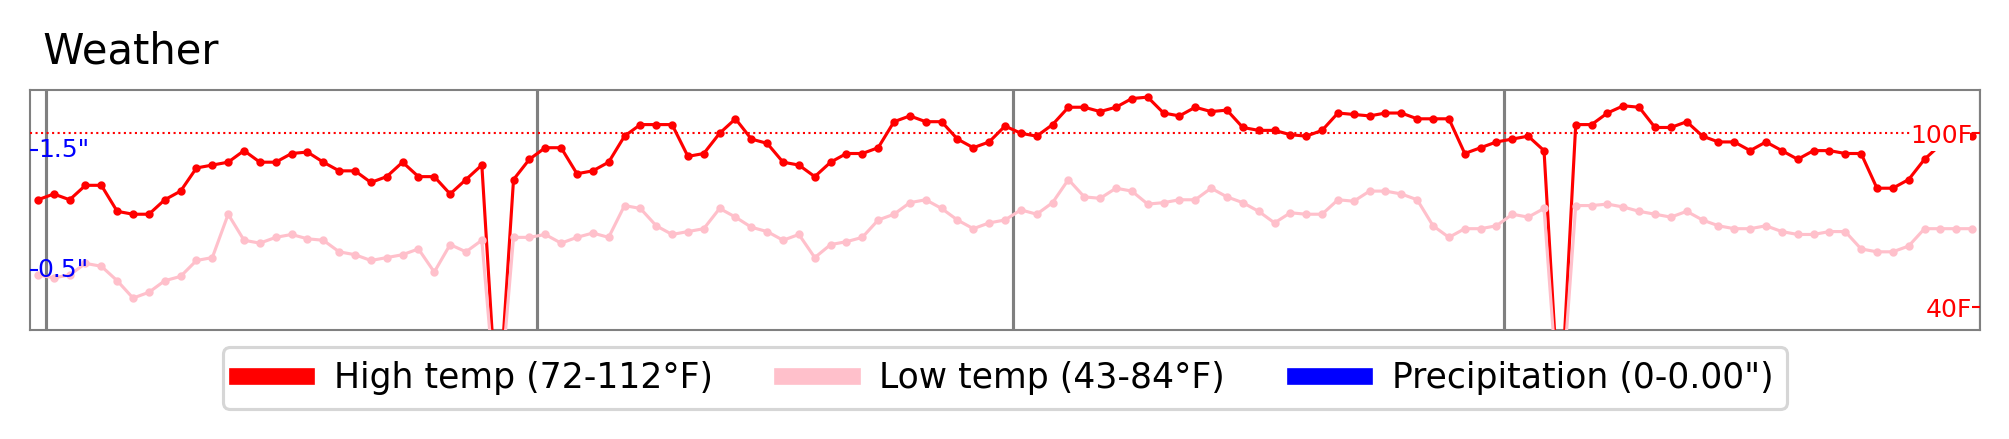 Weather
1.5"
100F
0.5"
40F
High temp (72-112°F) Low temp (43-84°F) Precipitation (0-0.00")